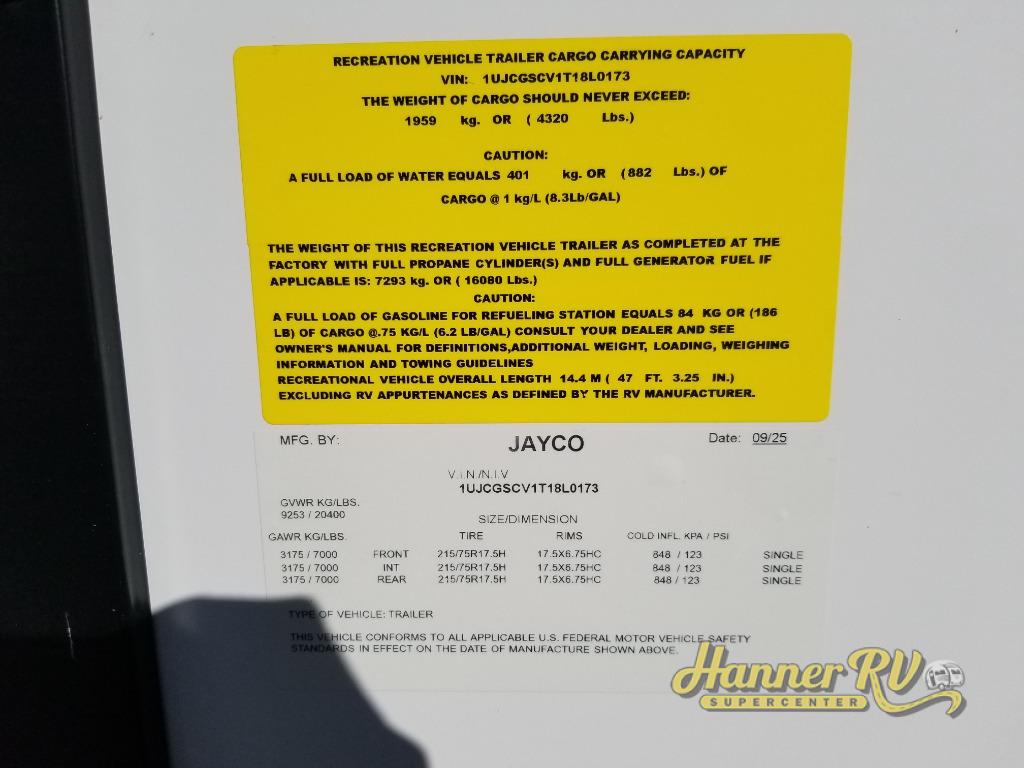 RECREATION VEHICLE TRAILER CARGO CARRYING CAPACITY
VIN: 1UJCGSCV1T18L0173
THE WEIGHT OF CARGO SHOULD NEVER EXCEED:
1959 kg. OR ( 4320 Lbs.)
CAUTION:
A FULL LOAD OF WATER EQUALS 401 kg. OR (882 Lbs.) OF
CARGO @ 1 kg/L (8.3Lb/GAL)
THE WEIGHT OF THIS RECREATION VEHICLE TRAILER AS COMPLETED AT THE
FACTORY WITH FULL PROPANE CYLINDER(S) AND FULL GENERATOR FUEL IF
APPLICABLE IS: 7293 kg. OR ( 16080 Lbs.)
CAUTION:
A FULL LOAD OF GASOLINE FOR REFUELING STATION EQUALS 84 KG OR (186
LB) OF CARGO @.75 KG/L (6.2 LB/GAL) CONSULT YOUR DEALER AND SEE
OWNER'S MANUAL FOR DEFINITIONS,ADDITIONAL WEIGHT, LOADING, WEIGHING
INFORMATION AND TOWING GUIDELINES
RECREATIONAL VEHICLE OVERALL LENGTH 14.4 M ( 47 FT. 3.25 IN.)
EXCLUDING RV APPURTENANCES AS DEFINED BY THE RV MANUFACTURER.
MFG. BY: JAYCO Date: 09/25
V.I.N/N.I.V
1UJCGSCV1T18L0173
GVWR KG/LBS.
9253 / 20400
SIZE/DIMENSION
GAWR KG/LBS. TIRE RIMS COLD INFL. KPA / PSI
3175 / 7000 FRONT 215/75R17.5H 17.5X6.75HC 848 / 123 SINGLE
3175 / 7000 INT 215/75R17.5H 17.5X6.75HC 848 / 123 SINGLE
3175 / 7000 REAR 215/75R17.5H 17.5X6.75HC 848 / 123 SINGLE
TYPE OF VEHICLE: TRAILER
THIS VEHICLE CONFORMS TO ALL APPLICABLE U.S. FEDERAL MOTOR VEHICLE SAFETY
STANDARDS IN EFFECT ON THE DATE OF MANUFACTURE SHOWN ABOVE.
Hanner RV
SUPERCENTER